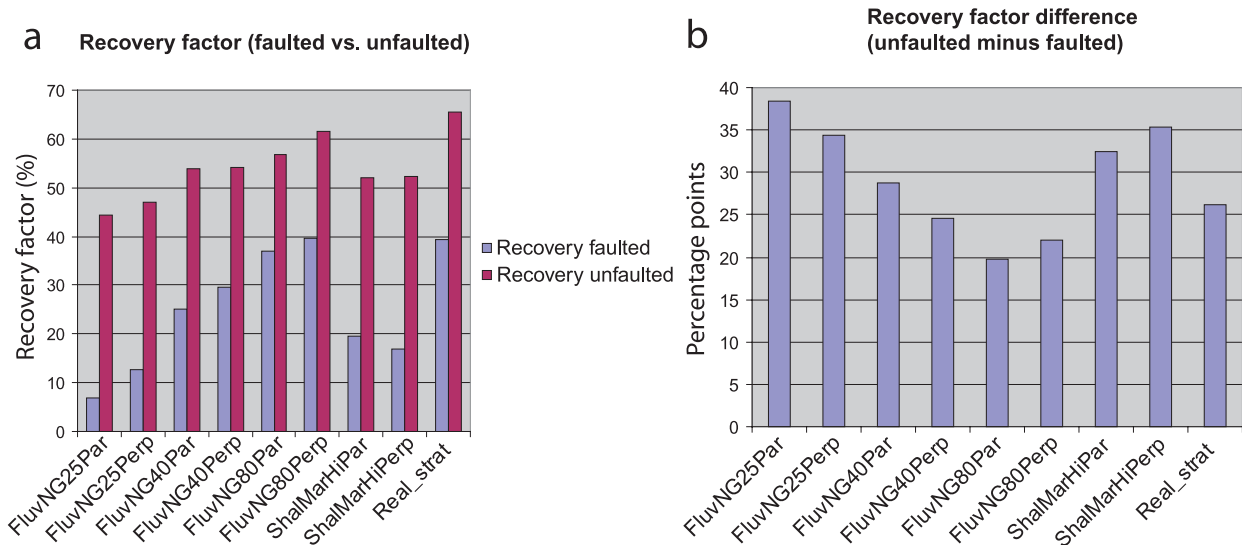 a
Recovery factor (faulted vs. unfaulted)
Recovery factor (%)
70
60
50
40
30
20
10
0
FluvNG25Par
FluvNG25Perp
FluvNG40Par
FluvNG40Perp
FluvNG80Par
FluvNG80Perp
ShalMarHiPar
ShalMarHiPerp
Real_strat
Recovery faulted
Recovery unfaulted
b
Recovery factor difference
(unfaulted minus faulted)
Percentage points
40
35
30
25
20
15
10
5
0
FluvNG25Par
FluvNG25Perp
FluvNG40Par
FluvNG40Perp
FluvNG80Par
FluvNG80Perp
ShalMarHiPar
ShalMarHiPerp
Real_strat